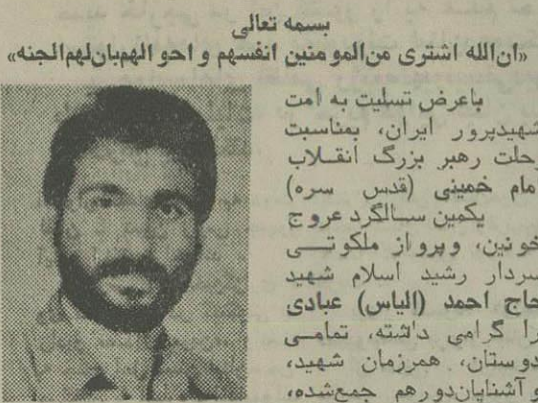 بسمه تعالی
«ان‌الله اشتری من‌المومنین انفسهم و احو الهم‌بان‌لهم‌الجنه»
باعرض تسلیت به امت
شهیدپرور ایران، بمناسبت
رحلت رهبر بزرگ انقلاب
امام خمینی (قدس سره)
یکمین سالگرد عروج
خونین، وپرواز ملکوتی
سردار رشید اسلام شهید
حاج احمد (الیاس) عبادی
را گرامی داشته، تمامی
دوستان، همرزمان شهید،
و آشنایان‌دورهم جمع‌شده،